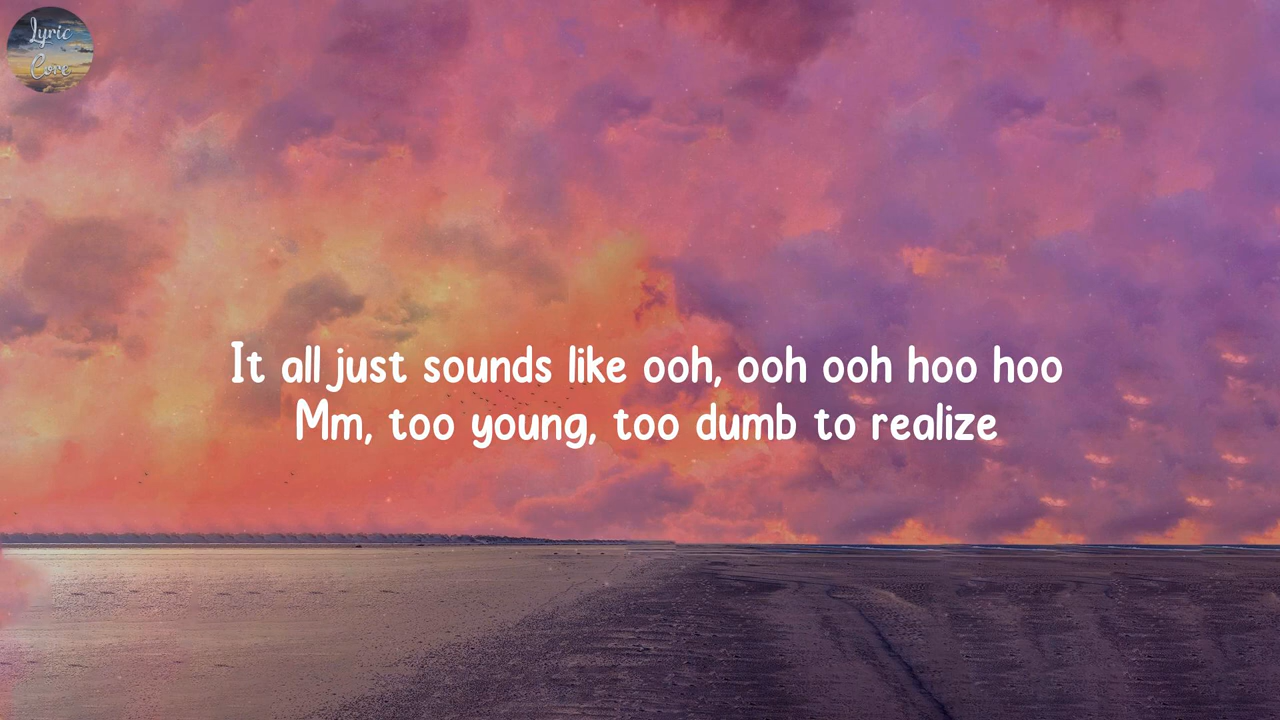 Lyric
Core
It all just sounds like ooh, ooh ooh hoo hoo
Mm, too young, too dumb to realize